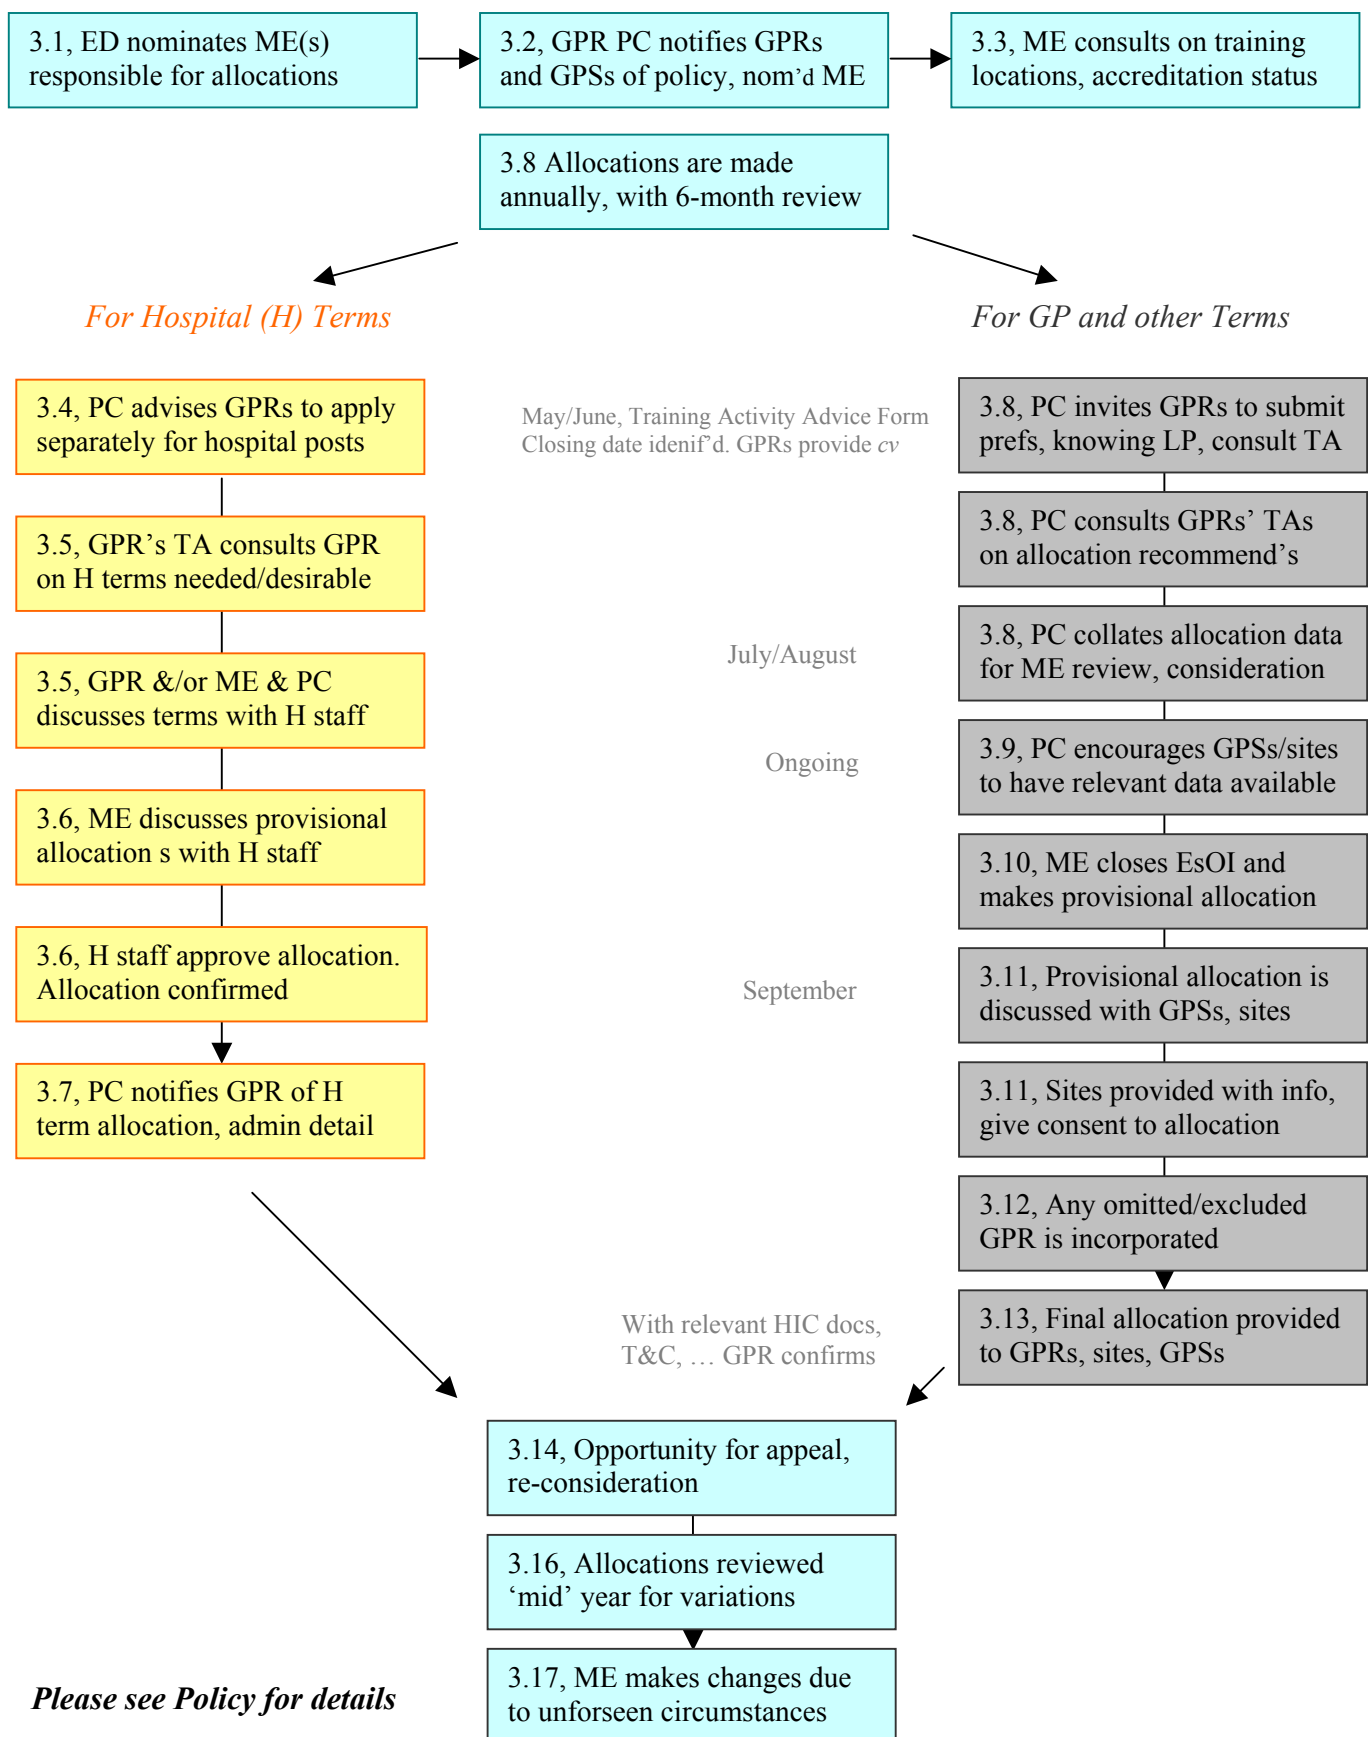 3.1, ED nominates ME(s)
responsible for allocations
3.2, GPR PC notifies GPRs
and GPSs of policy, nom'd ME
3.3, ME consults on training
locations, accreditation status
3.8 Allocations are made
annually, with 6-month review
For Hospital (H) Terms
For GP and other Terms
3.4, PC advises GPRs to apply
separately for hospital posts
3.5, GPR's TA consults GPR
on H terms needed/desirable
3.5, GPR &/or ME & PC
discusses terms with H staff
3.6, ME discusses provisional
allocation s with H staff
3.6, H staff approve allocation.
Allocation confirmed
3.7, PC notifies GPR of H
term allocation, admin detail
May/June, Training Activity Advice Form
Closing date idenif'd. GPRs provide cv
July/August
Ongoing
September
With relevant HIC docs,
T&C, … GPR confirms
3.8, PC invites GPRs to submit
prefs, knowing LP, consult TA
3.8, PC consults GPRs' TAs
on allocation recommend's
3.8, PC collates allocation data
for ME review, consideration
3.9, PC encourages GPSs/sites
to have relevant data available
3.10, ME closes EsOI and
makes provisional allocation
3.11, Provisional allocation is
discussed with GPSs, sites
3.11, Sites provided with info,
give consent to allocation
3.12, Any omitted/excluded
GPR is incorporated
3.13, Final allocation provided
to GPRs, sites, GPSs
3.14, Opportunity for appeal,
re-consideration
3.16, Allocations reviewed
'mid' year for variations
3.17, ME makes changes due
to unforseen circumstances
Please see Policy for details